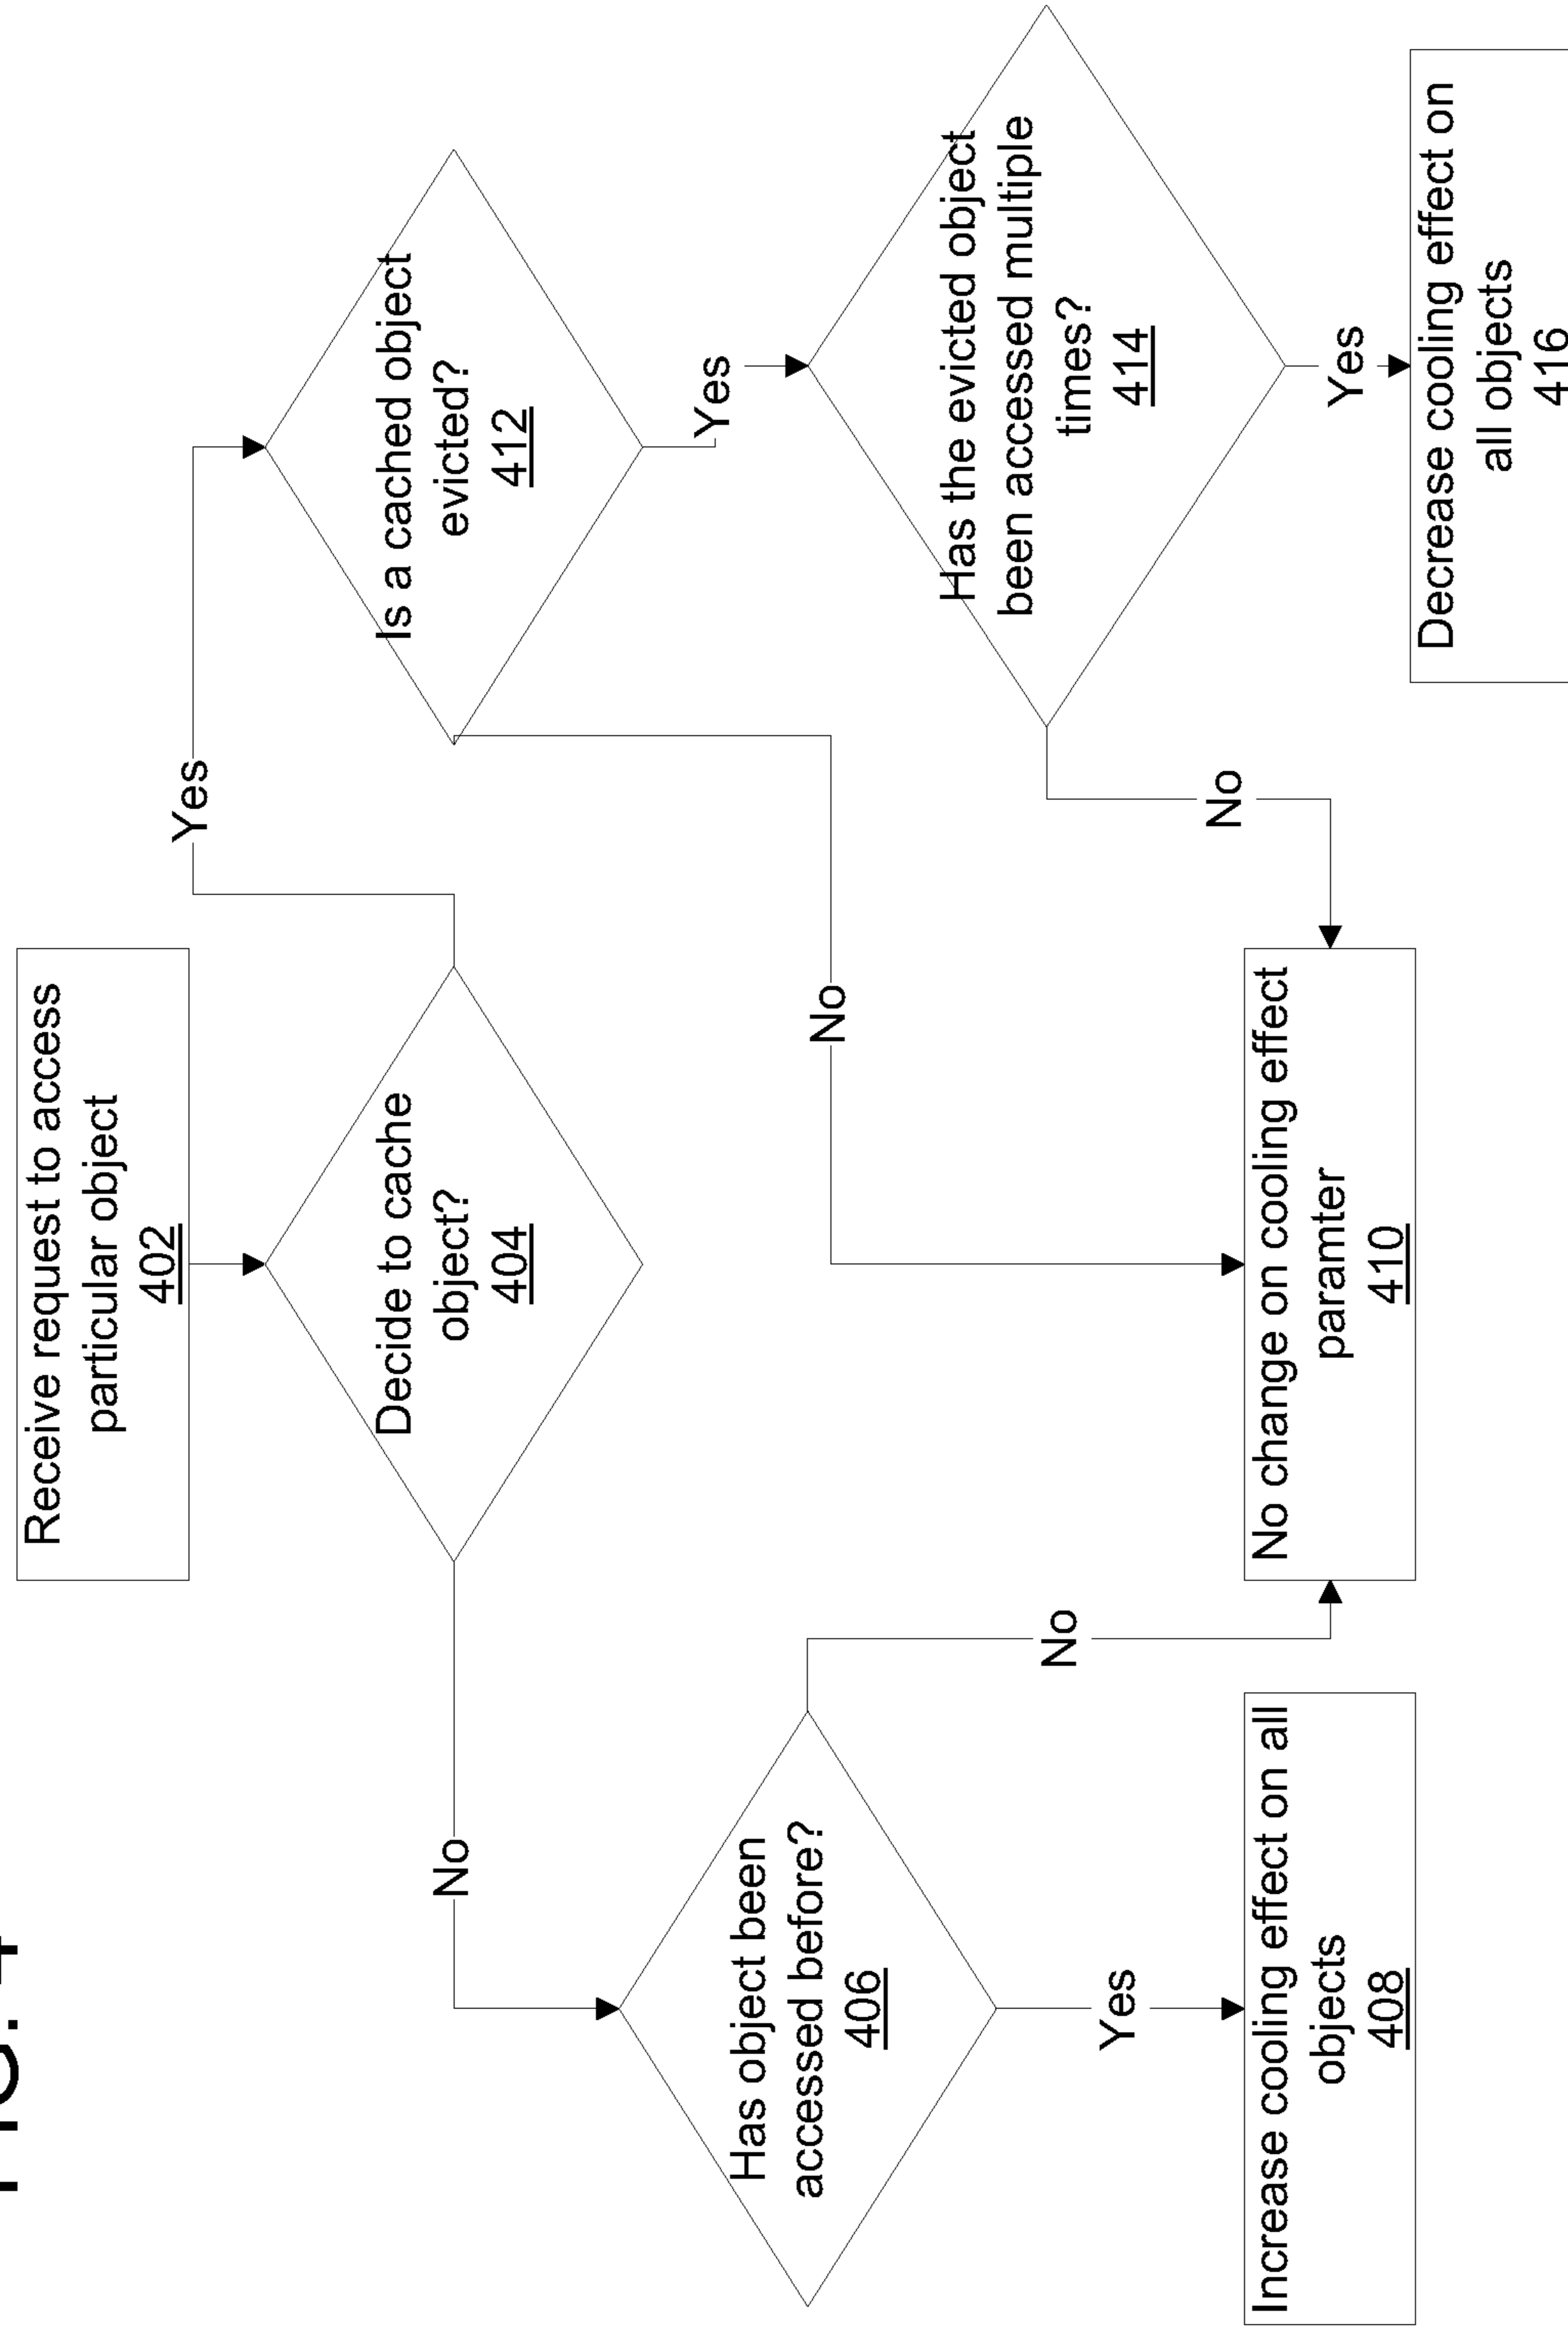 Receive request to access
particular object
402
Decide to cache
object?
404
Yes
No
Is a cached object
evicted?
412
Yes
No
Has object been
accessed before?
406
Yes
No
Has the evicted object
been accessed multiple
times?
414
Yes
No
Increase cooling effect on all
objects
408
No change on cooling effect
paramter
410
Decrease cooling effect on
all objects
416